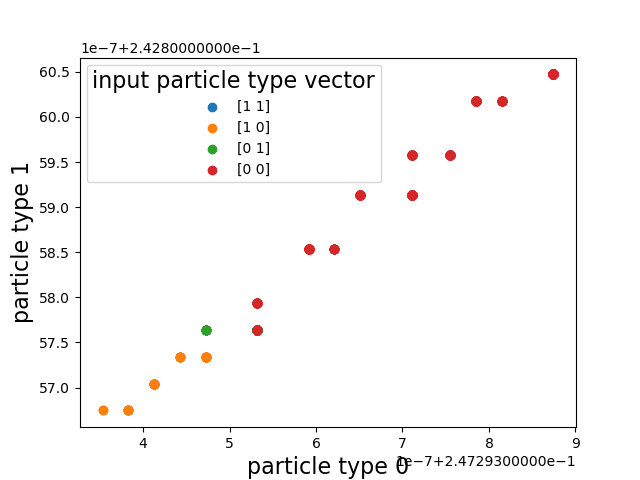 1e−7+2.4280000000e−1
input particle type vector
[1 1]
[1 0]
[0 1]
[0 0]
60.5
60.0
59.5
59.0
58.5
58.0
57.5
57.0
particle type 1
4 5 6 7 8 9
1e−7+2.4729300000e−1
particle type 0